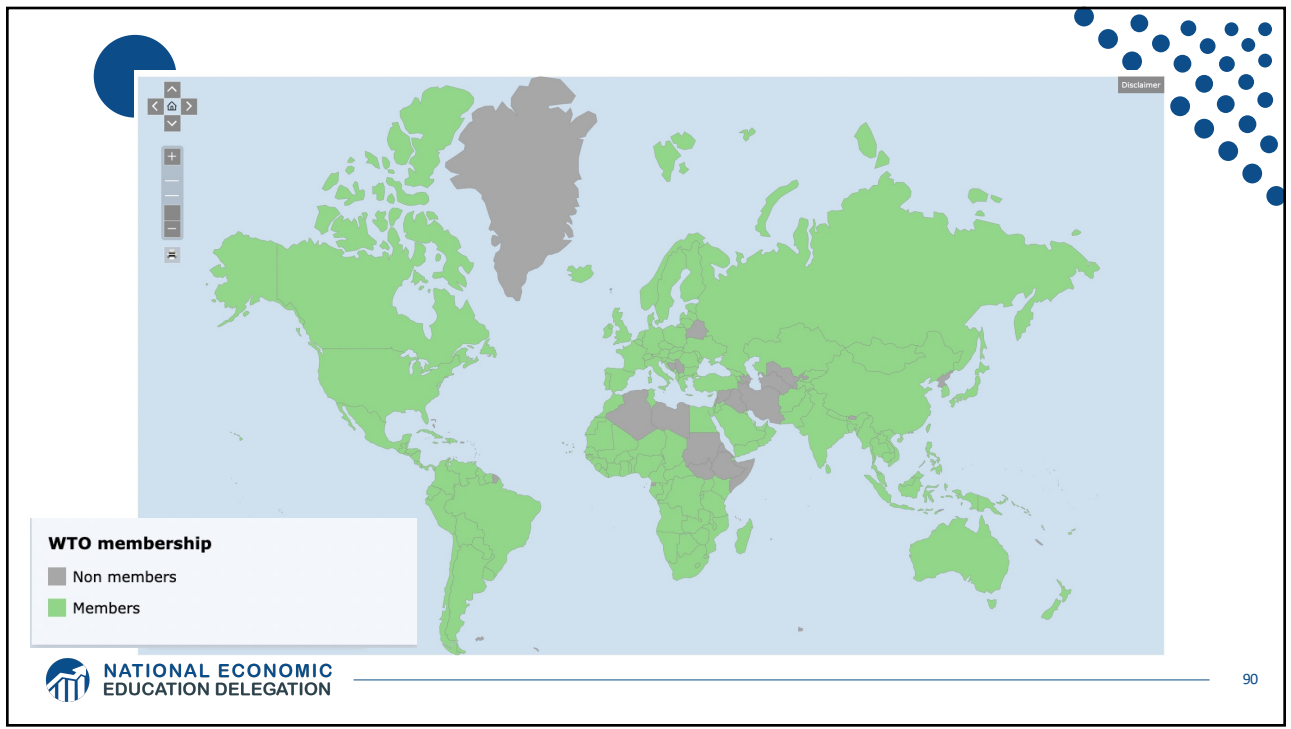 Disclaimer
WTO membership
Non members
Members
NATIONAL ECONOMIC
EDUCATION DELEGATION
90